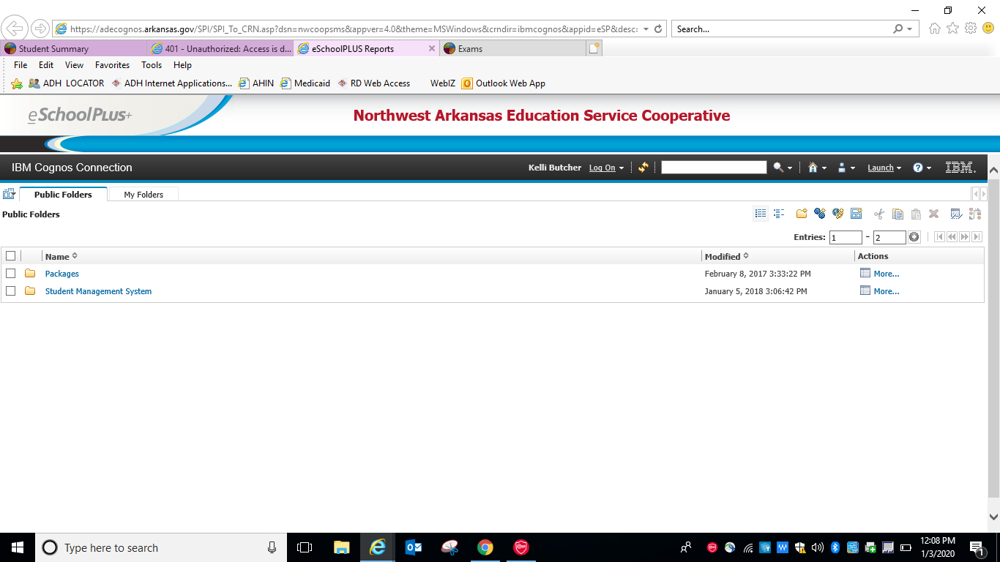 https://adecognos.arkansas.gov/SPI/SPI_To_CRN.asp?dsn=nwcoopsms&appver=4.0&theme=MSWindows&crndir=ibmcognos&appid=eSP&desc=
Search...
Student Summary
401 - Unauthorized: Access is d...
eSchoolPLUS Reports
Exams
File Edit View Favorites Tools Help
ADH LOCATOR
ADH Internet Applications...
AHIN
Medicaid
RD Web Access
WebIZ
Outlook Web App
eSchoolPLUS+
Northwest Arkansas Education Service Cooperative
IBM Cognos Connection
Kelli Butcher
Log On
Launch
IBM.
Public Folders
My Folders
Public Folders
Entries: 1 - 2
Name Modified Actions
Packages February 8, 2017 3:33:22 PM More...
Student Management System January 5, 2018 3:06:42 PM More...
Type here to search
12:08 PM
1/3/2020
1